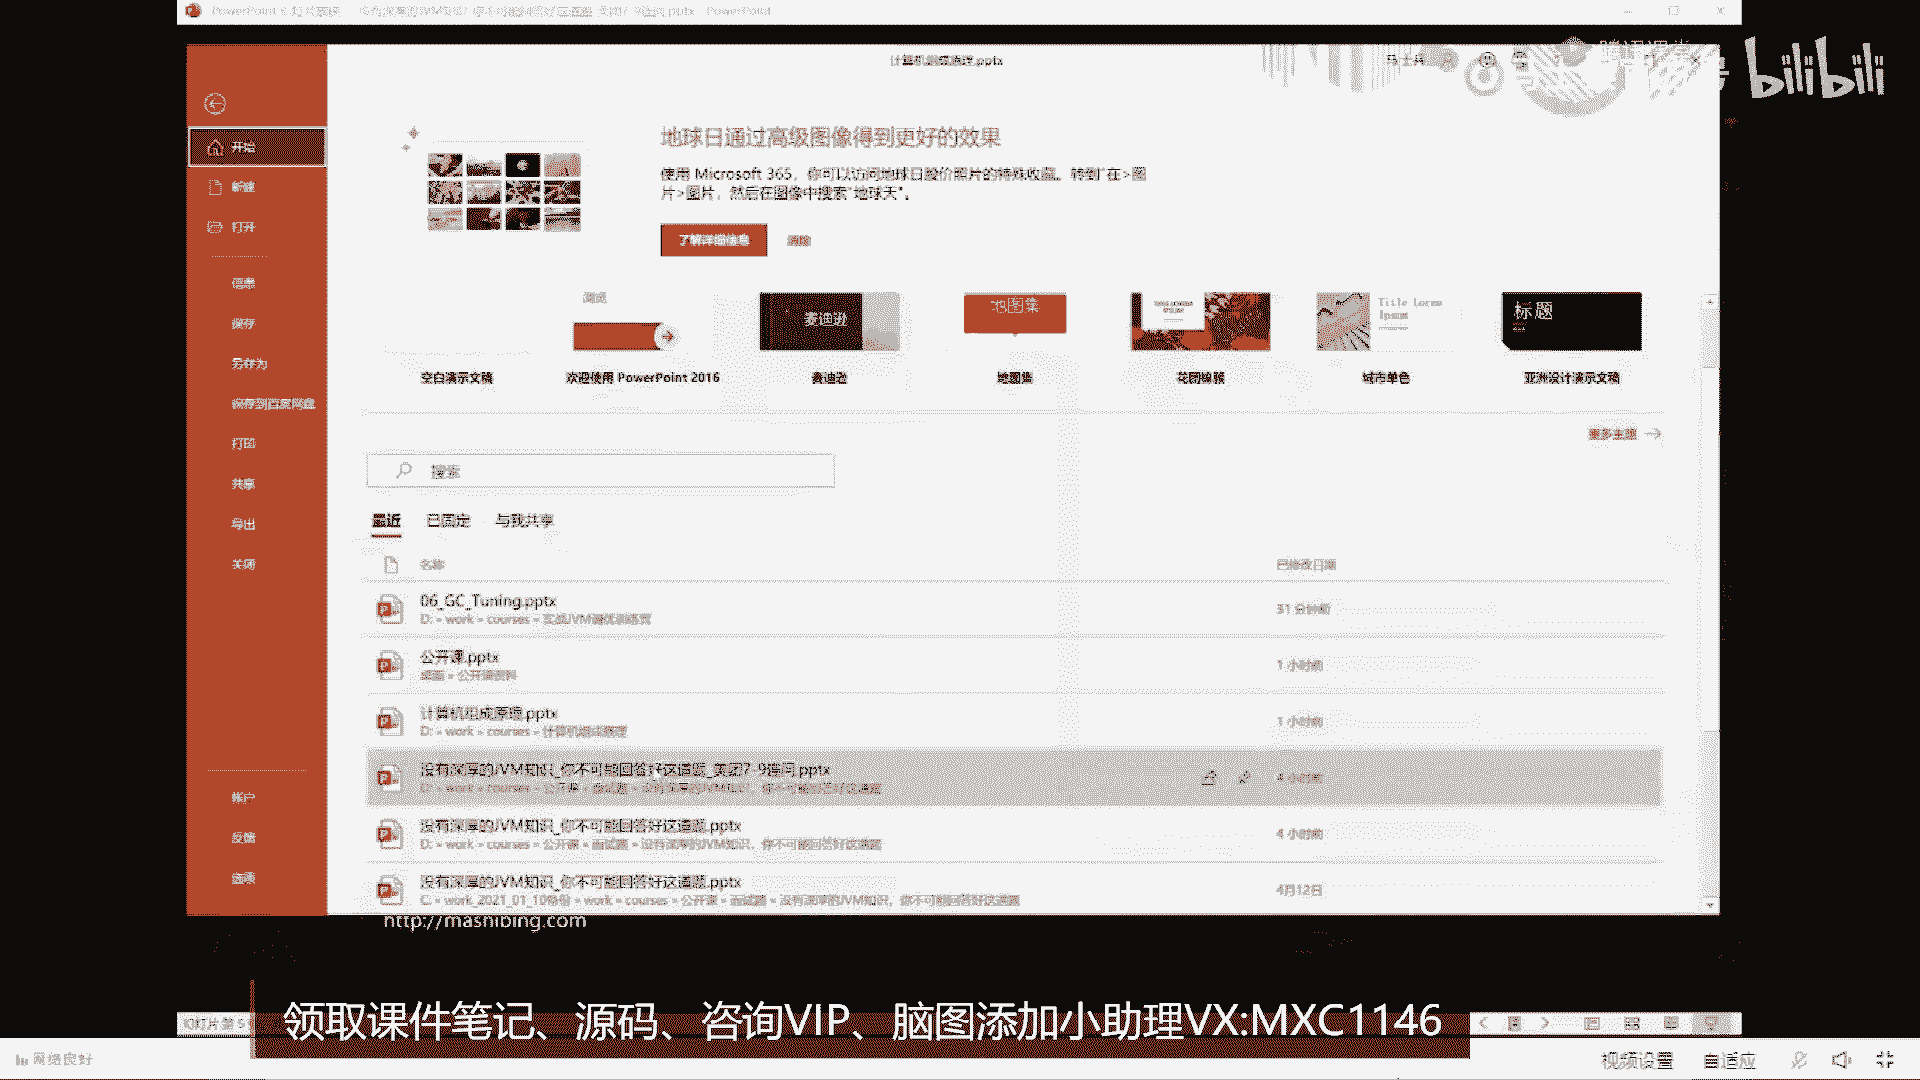 计算机组成原理.pptx
bilibili
开始
新建
打开
信息
保存
另存为
保存到百度网盘
打印
共享
导出
关闭
帐户
反馈
选项
地球日通过高级图像得到更好的效果
使用 Microsoft 365，你可以访问地球日股价照片的特殊收藏。转到"在>图
片>图片，然后在图像中搜索"地球天"。
了解详细信息
消除
浏览
麦迪逊
地图集
Title Lorem
Ipsum
标题
空白演示文稿
欢迎使用 PowerPoint 2016
麦迪逊
地图集
花团锦簇
城市单色
亚洲设计演示文稿
更多主题
搜索
最近 已固定 与我共享
名称 已修改日期
06_GC_Tuning.pptx
D: » work » courses » 实战JVM调优训练营
31 分钟前
公开课.pptx
桌面 » 公开课资料
1 小时前
计算机组成原理.pptx
D: » work » courses » 计算机组成原理
1 小时前
没有深厚的JVM知识_你不可能回答好这道题_美团7-9连问.pptx
D: » work » courses » 公开课 » 面试题 » 没有深厚的JVM知识，你不可能回答好这道题
4 小时前
没有深厚的JVM知识_你不可能回答好这道题.pptx
D: » work » courses » 公开课 » 面试题 » 没有深厚的JVM知识，你不可能回答好这道题
4 小时前
没有深厚的JVM知识_你不可能回答好这道题.pptx
C: » work_2021_01_10备份 » work » courses » 公开课 » 面试题 » 没有深厚的JVM知识，你不可能回答好这道题
4月12日
http://mashibing.com
领取课件笔记、源码、咨询VIP、脑图添加小助理VX:MXC1146
网络良好
视频设置 自适应